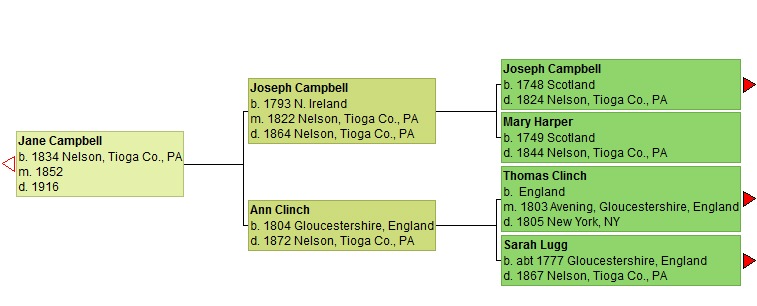 Jane Campbell
b. 1834 Nelson, Tioga Co., PA
m. 1852
d. 1916
Joseph Campbell
b. 1793 N. Ireland
m. 1822 Nelson, Tioga Co., PA
d. 1864 Nelson, Tioga Co., PA
Ann Clinch
b. 1804 Gloucestershire, England
d. 1872 Nelson, Tioga Co., PA
Joseph Campbell
b. 1748 Scotland
d. 1824 Nelson, Tioga Co., PA
Mary Harper
b. 1749 Scotland
d. 1844 Nelson, Tioga Co., PA
Thomas Clinch
b. England
m. 1803 Avening, Gloucestershire, England
d. 1805 New York, NY
Sarah Lugg
b. abt 1777 Gloucestershire, England
d. 1867 Nelson, Tioga Co., PA